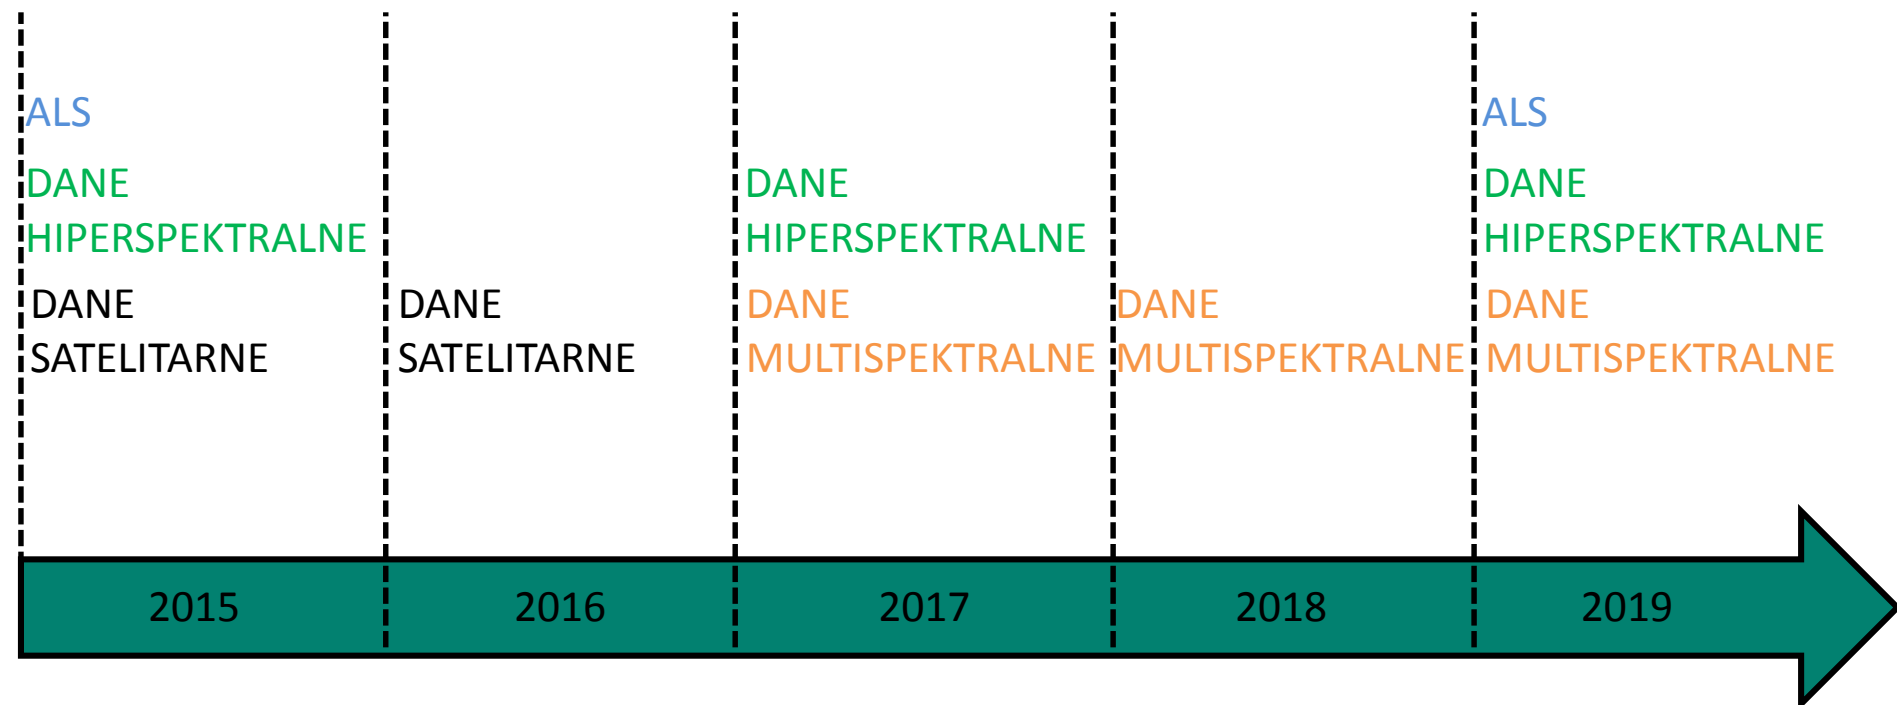 ALS
DANE
HIPERSPEKTRALNE
DANE
SATELITARNE
DANE
SATELITARNE
DANE
HIPERSPEKTRALNE
DANE
MULTISPEKTRALNE
DANE
MULTISPEKTRALNE
ALS
DANE
HIPERSPEKTRALNE
DANE
MULTISPEKTRALNE
2015
2016
2017
2018
2019